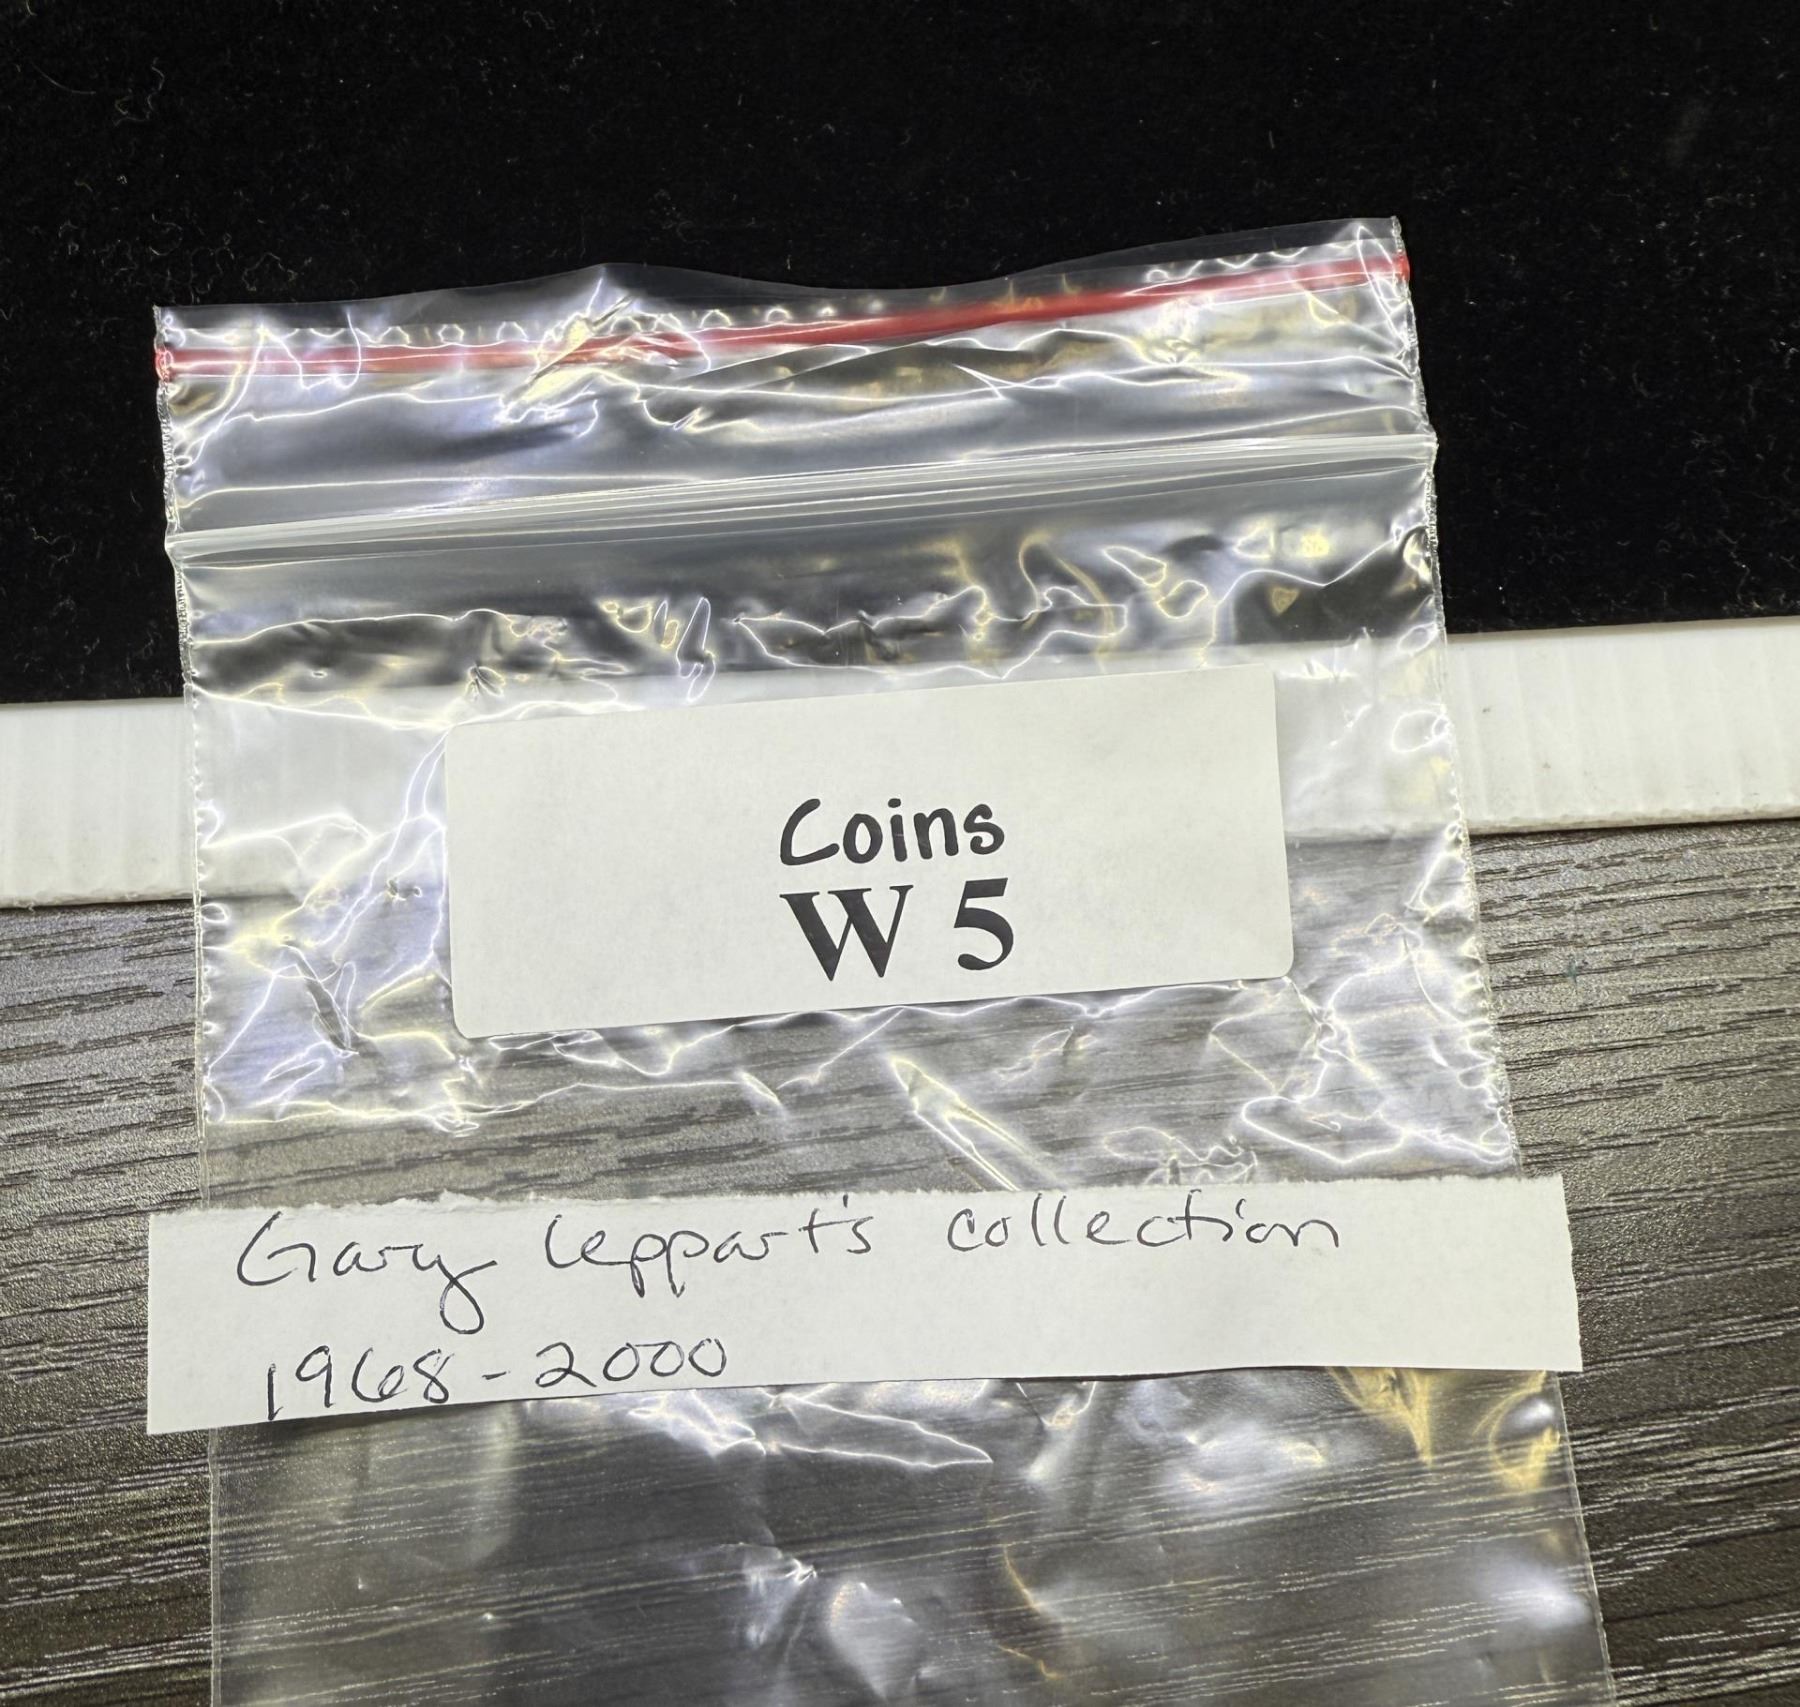 Coins
W 5
Gary Leppart's collection
1968-2000